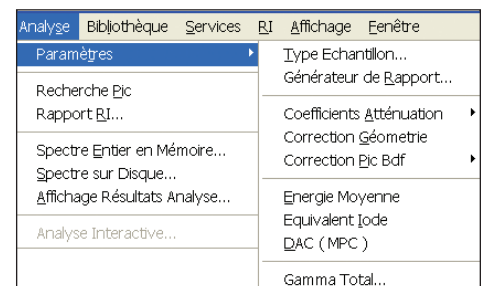 Analyse Bibliothèque Services RI Affichage Fenêtre
Paramètres
Recherche Pic
Rapport RI...
Spectre Entier en Mémoire...
Spectre sur Disque...
Affichage Résultats Analyse...
Analyse Interactive...
Type Echantillon...
Générateur de Rapport...
Coefficients Atténuation
Correction Géometrie
Correction Pic Bdf
Energie Moyenne
Equivalent Iode
DAC ( MPC )
Gamma Total...